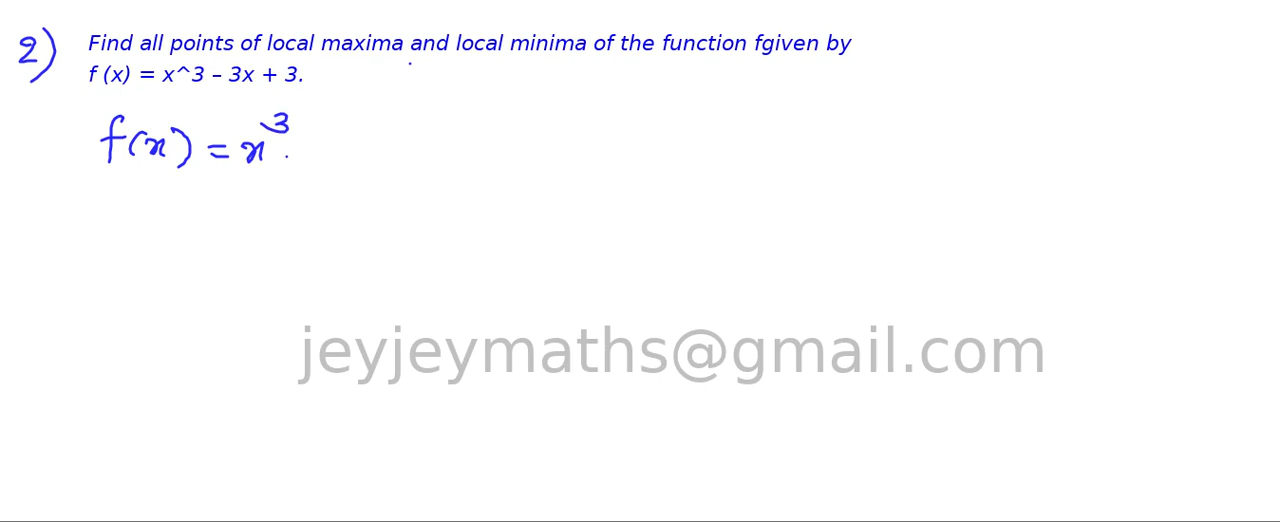 2) Find all points of local maxima and local minima of the function fgiven by
f (x) = x^3 – 3x + 3.
f(x) = x³
jeyjeymaths@gmail.com